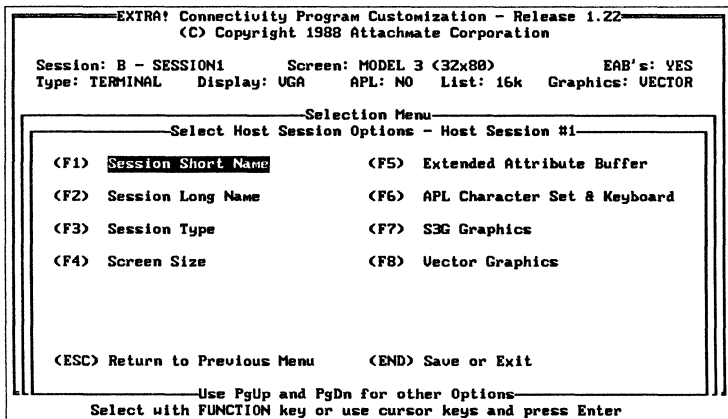 EXTRA! Connectivity Program Customization - Release 1.22
(C) Copyright 1988 Attachmate Corporation
Session: B - SESSION1 Screen: MODEL 3 (32x80) EAB's: YES
Type: TERMINAL Display: VGA APL: NO List: 16k Graphics: VECTOR
Selection Menu
Select Host Session Options - Host Session #1
(F1) Session Short Name (F5) Extended Attribute Buffer
(F2) Session Long Name (F6) APL Character Set & Keyboard
(F3) Session Type (F7) S3G Graphics
(F4) Screen Size (F8) Vector Graphics
(ESC) Return to Previous Menu (END) Save or Exit
Use PgUp and PgDn for other Options
Select with FUNCTION key or use cursor keys and press Enter